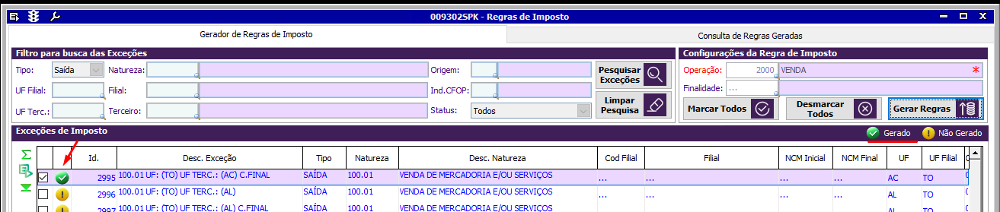 009302SPK - Regras de Imposto
Gerador de Regras de Imposto
Consulta de Regras Geradas
Filtro para busca das Exceções
Tipo: Saída Natureza: Origem: Pesquisar Exceções
UF Filial: Filial: Ind.CFOP:
UF Terc.: Terceiro: Status: Todos Limpar Pesquisa
Configurações da Regra de Imposto
Operação: 2000 VENDA *
Finalidade: ...
Marcar Todos Desmarcar Todos Gerar Regras
Exceções de Imposto Gerado Não Gerado
Id. Desc. Exceção Tipo Natureza Desc. Natureza Cod Filial Filial NCM Inicial NCM Final UF UF Filial
2995 100.01 UF: (TO) UF TERC.: (AC) C.FINAL SAÍDA 100.01 VENDA DE MERCADORIA E/OU SERVIÇOS ... ... ... ... AC TO
2996 100.01 UF: (TO) UF TERC.: (AL) SAÍDA 100.01 VENDA DE MERCADORIA E/OU SERVIÇOS ... ... ... ... AL TO
2997 100.01 UF: (TO) UF TERC.: (AL) C.FINAL SAÍDA 100.01 VENDA DE MERCADORIA E/OU SERVIÇOS AL TO